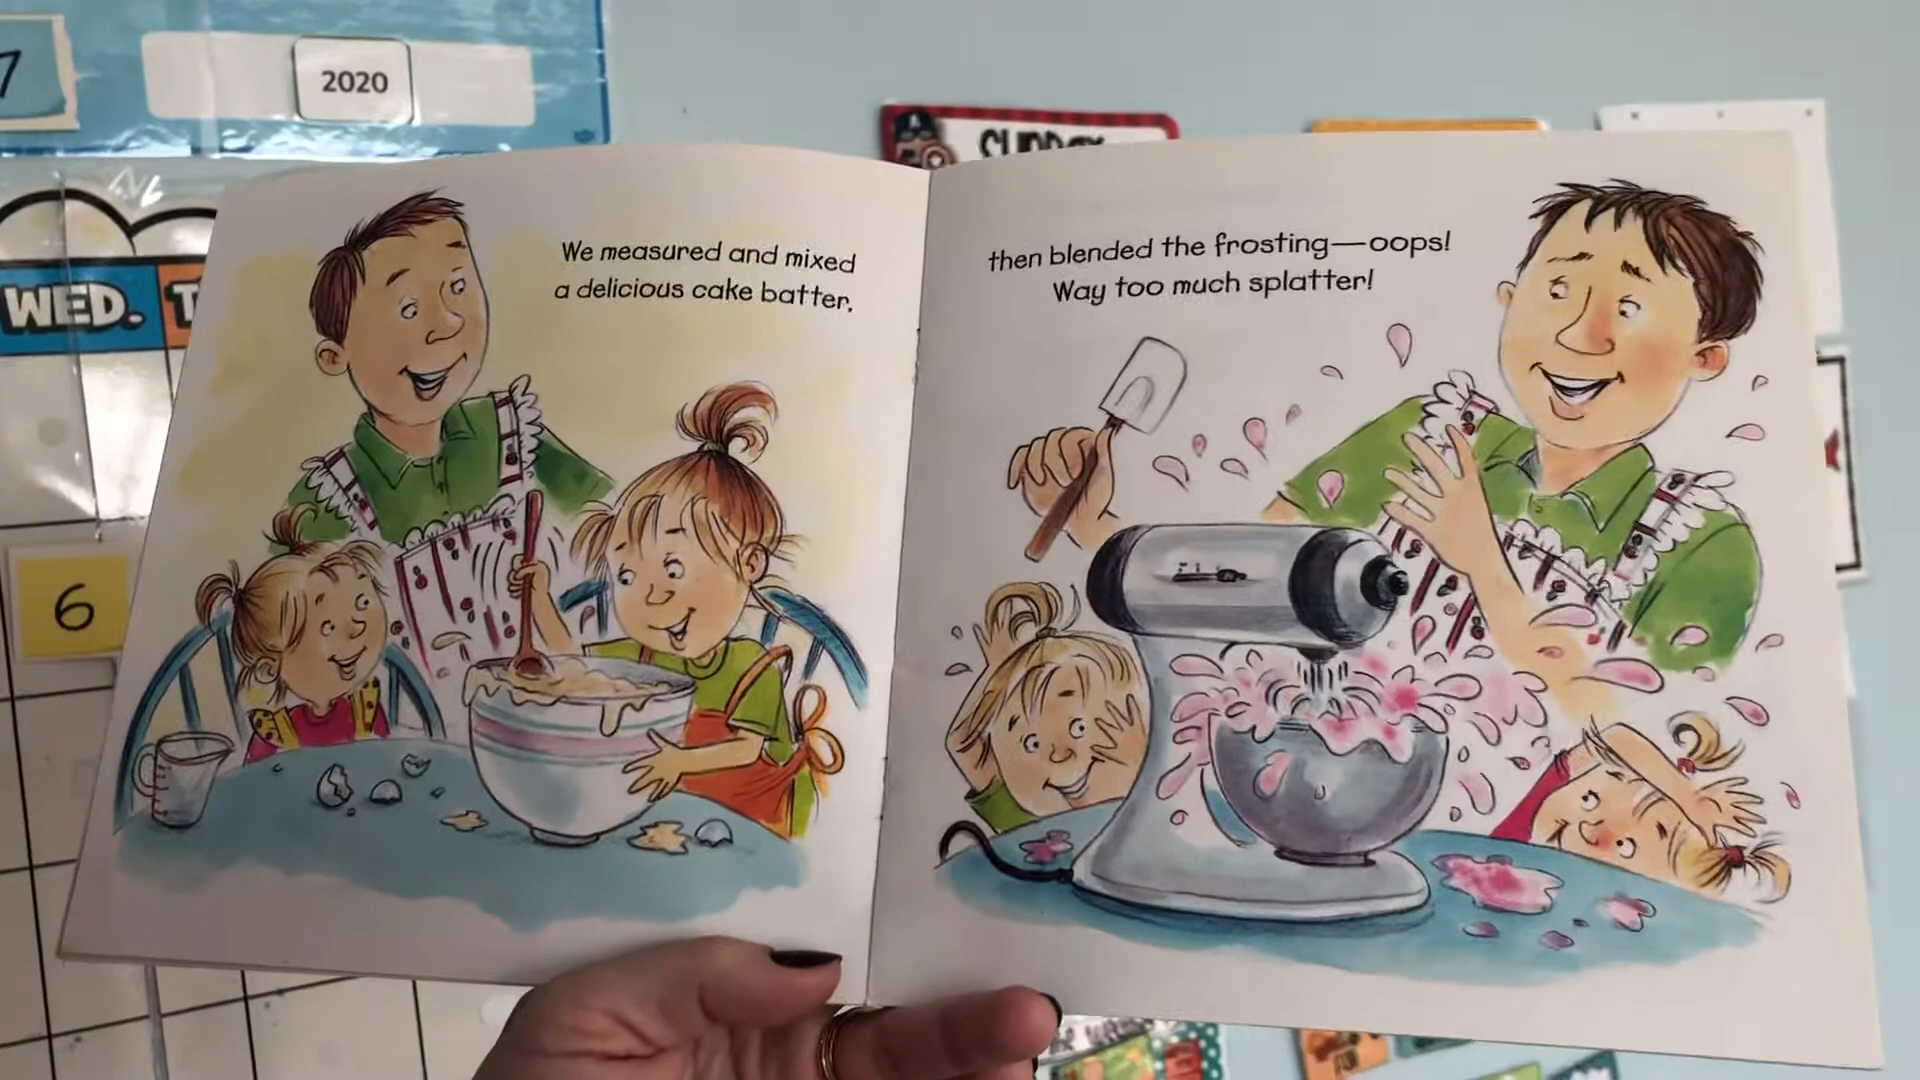 7
2020
WED.
6
We measured and mixed
a delicious cake batter,
then blended the frosting—oops!
Way too much splatter!